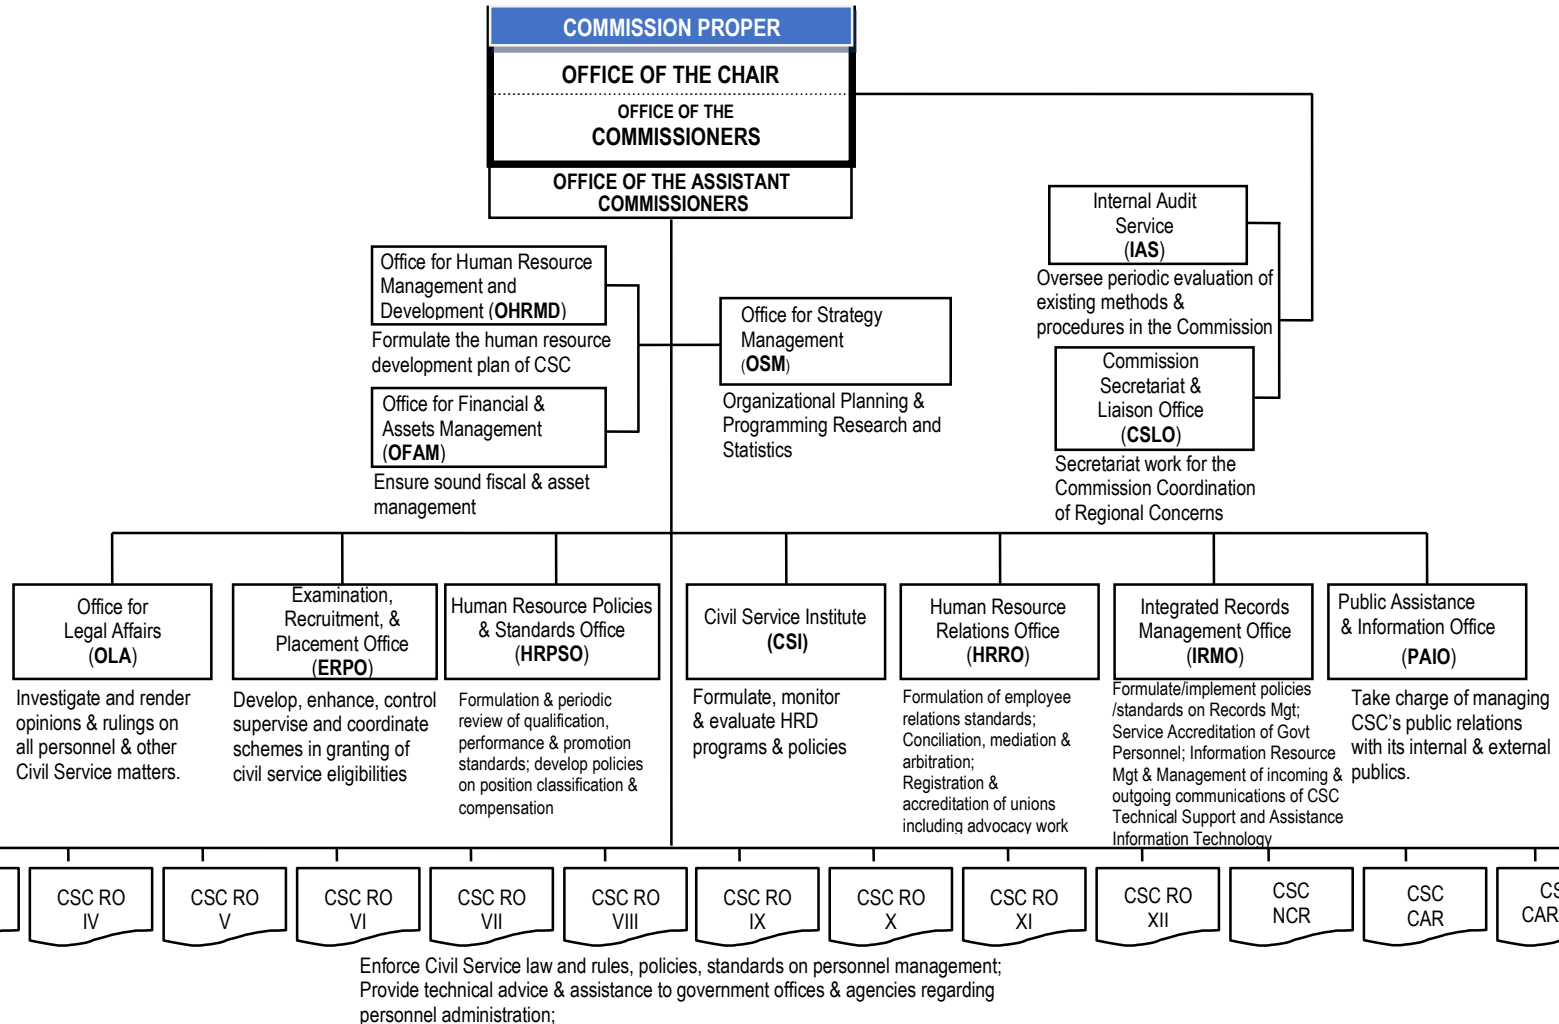 COMMISSION PROPER
OFFICE OF THE CHAIR
OFFICE OF THE
COMMISSIONERS
OFFICE OF THE ASSISTANT
COMMISSIONERS
Internal Audit
Service
(IAS)
Oversee periodic evaluation of
existing methods &
procedures in the Commission
Commission
Secretariat &
Liaison Office
(CSLO)
Secretariat work for the
Commission Coordination
of Regional Concerns
Office for Human Resource
Management and
Development (OHRMD)
Formulate the human resource
development plan of CSC
Office for Financial &
Assets Management
(OFAM)
Ensure sound fiscal & asset
management
Office for Strategy
Management
(OSM)
Organizational Planning &
Programming Research and
Statistics
Office for
Legal Affairs
(OLA)
Investigate and render
opinions & rulings on
all personnel & other
Civil Service matters.
Examination,
Recruitment, &
Placement Office
(ERPO)
Develop, enhance, control
supervise and coordinate
schemes in granting of
civil service eligibilities
Human Resource Policies
& Standards Office
(HRPSO)
Formulation & periodic
review of qualification,
performance & promotion
standards; develop policies
on position classification &
compensation
Civil Service Institute
(CSI)
Formulate, monitor
& evaluate HRD
programs & policies
Human Resource
Relations Office
(HRRO)
Formulation of employee
relations standards;
Conciliation, mediation &
arbitration;
Registration &
accreditation of unions
including advocacy work
Integrated Records
Management Office
(IRMO)
Formulate/implement policies
/standards on Records Mgt;
Service Accreditation of Govt
Personnel; Information Resource
Mgt & Management of incoming &
outgoing communications of CSC
Technical Support and Assistance
Information Technology
Public Assistance
& Information Office
(PAIO)
Take charge of managing
CSC's public relations
with its internal & external
publics.
CSC RO
IV
CSC RO
V
CSC RO
VI
CSC RO
VII
CSC RO
VIII
CSC RO
IX
CSC RO
X
CSC RO
XI
CSC RO
XII
CSC
NCR
CSC
CAR
CS
CAR
Enforce Civil Service law and rules, policies, standards on personnel management;
Provide technical advice & assistance to government offices & agencies regarding
personnel administration;